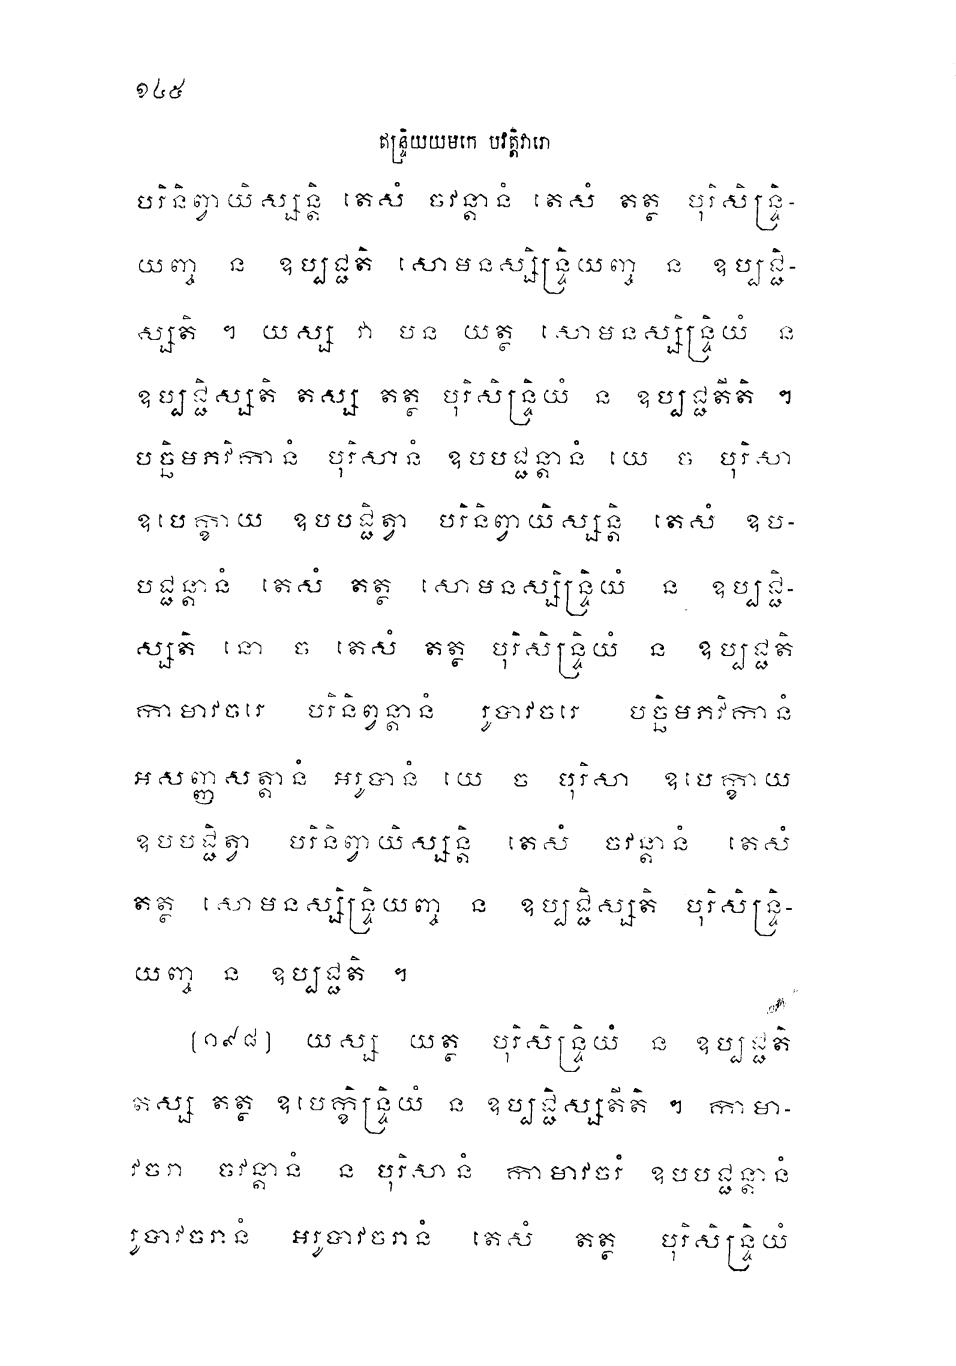 ១៤៥
ឥន្ទ្រិយយមកេ បវត្តិវារោ
បរិនិព្វាយិស្សន្តិ តេសំ ចវន្តានំ តេសំ តត្ថ បុរិសិន្ទ្រិ-
យញ្ច ន ឧប្បជ្ជតិ សោមនស្សិន្ទ្រិយញ្ច ន ឧប្បជ្ជិ-
ស្សតិ ។ យស្ស វា បន យត្ថ សោមនស្សិន្ទ្រិយំ ន
ឧប្បជ្ជិស្សតិ តស្ស តត្ថ បុរិសិន្ទ្រិយំ ន ឧប្បជ្ជតីតិ ។
បច្ឆិមភវិកានំ បុរិសានំ ឧបបជ្ជន្តានំ យេ ច បុរិសា
ឧបេក្ខាយ ឧបបជ្ជិត្វា បរិនិព្វាយិស្សន្តិ តេសំ ឧប-
បជ្ជន្តានំ តេសំ តត្ថ សោមនស្សិន្ទ្រិយំ ន ឧប្បជ្ជិ-
ស្សតិ នោ ច តេសំ តត្ថ បុរិសិន្ទ្រិយំ ន ឧប្បជ្ជតិ
កាមាវចរេ បរិនិព្វន្តានំ រូបាវចរេ បច្ឆិមភវិកានំ
អសញ្ញសត្តានំ អរូបានំ យេ ច បុរិសា ឧបេក្ខាយ
ឧបបជ្ជិត្វា បរិនិព្វាយិស្សន្តិ តេសំ ចវន្តានំ តេសំ
តត្ថ សោមនស្សិន្ទ្រិយញ្ច ន ឧប្បជ្ជិស្សតិ បុរិសិន្ទ្រិ-
យញ្ច ន ឧប្បជ្ជតិ ។
(១៩៨) យស្ស យត្ថ បុរិសិន្ទ្រិយំ ន ឧប្បជ្ជតិ
តស្ស តត្ថ ឧបេក្ខិន្ទ្រិយំ ន ឧប្បជ្ជិស្សតីតិ ។ កាមា-
វចរា ចវន្តានំ ន បុរិសានំ កាមាវចរំ ឧបបជ្ជន្តានំ
រូបាវចរានំ អរូបាវចរានំ តេសំ តត្ថ បុរិសិន្ទ្រិយំ